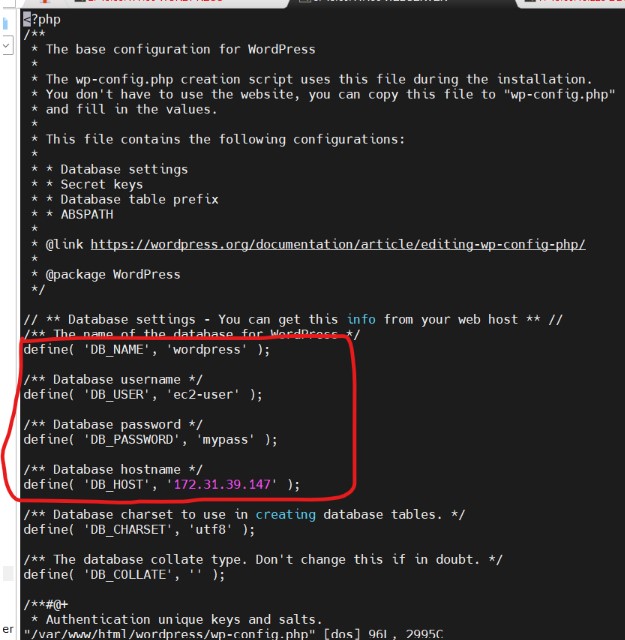 <?php
/**
 * The base configuration for WordPress
 *
 * The wp-config.php creation script uses this file during the installation.
 * You don't have to use the website, you can copy this file to "wp-config.php"
 * and fill in the values.
 *
 * This file contains the following configurations:
 *
 * * Database settings
 * * Secret keys
 * * Database table prefix
 * * ABSPATH
 *
 * @link https://wordpress.org/documentation/article/editing-wp-config-php/
 *
 * @package WordPress
 */
// ** Database settings - You can get this info from your web host ** //
/** The name of the database for WordPress */
define( 'DB_NAME', 'wordpress' );
/** Database username */
define( 'DB_USER', 'ec2-user' );
/** Database password */
define( 'DB_PASSWORD', 'mypass' );
/** Database hostname */
define( 'DB_HOST', '172.31.39.147' );
/** Database charset to use in creating database tables. */
define( 'DB_CHARSET', 'utf8' );
/** The database collate type. Don't change this if in doubt. */
define( 'DB_COLLATE', '' );
/**#@+
 * Authentication unique keys and salts.
er "/var/www/html/wordpress/wp-config.php" [dos] 96L, 2995C